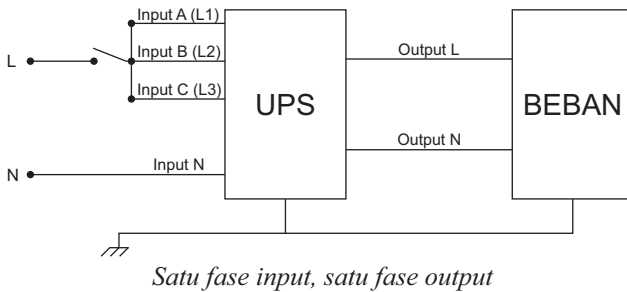 Input A (L1)
L
Input B (L2)
Output L
Input C (L3)
UPS
BEBAN
Output N
N
Input N
Satu fase input, satu fase output